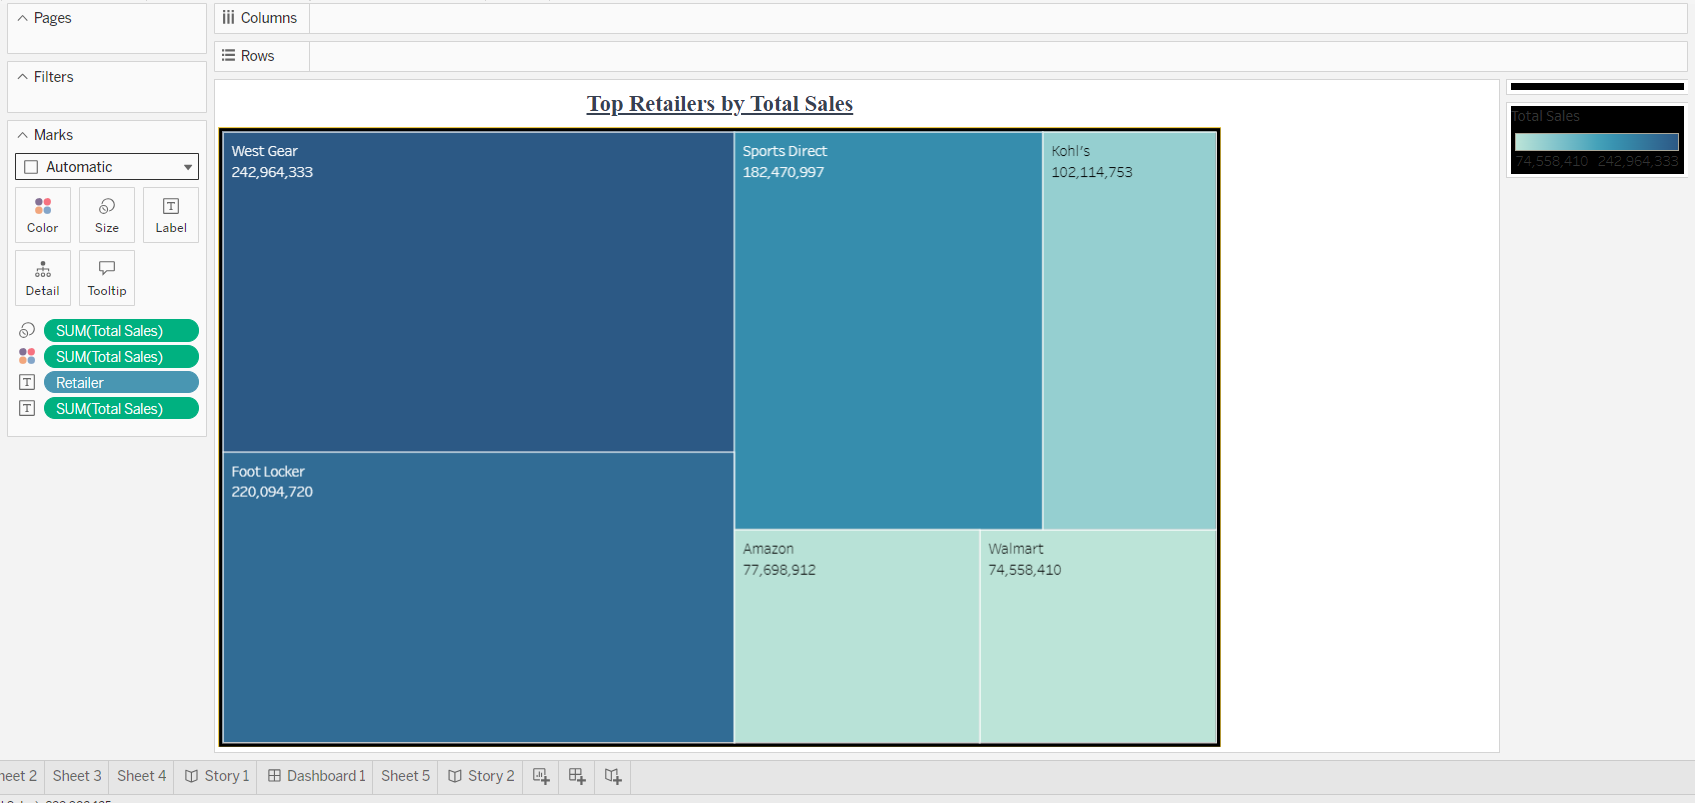 Pages
Columns
Rows
Filters
Marks
Automatic
Color
Size
Label
Detail
Tooltip
SUM(Total Sales)
SUM(Total Sales)
Retailer
SUM(Total Sales)
Top Retailers by Total Sales
West Gear
242,964,333
Sports Direct
182,470,997
Kohl's
102,114,753
Foot Locker
220,094,720
Amazon
77,698,912
Walmart
74,558,410
Total Sales
74,558,410 242,964,333
heet 2 Sheet 3 Sheet 4 Story 1 Dashboard 1 Sheet 5 Story 2